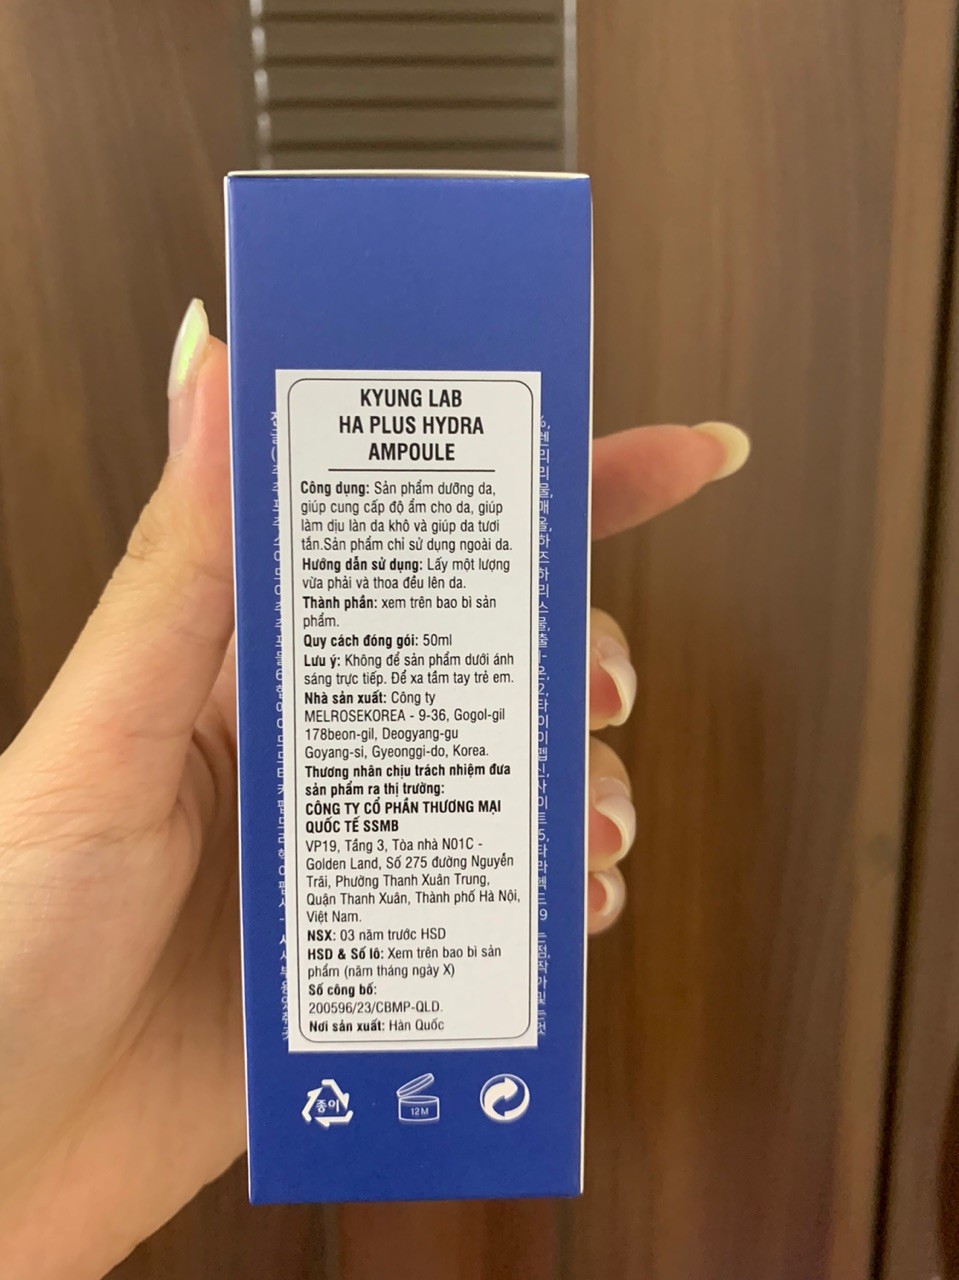 KYUNG LAB
HA PLUS HYDRA
AMPOULE
Công dụng: Sản phẩm dưỡng da,
giúp cung cấp độ ẩm cho da, giúp
làm dịu làn da khô và giúp da tươi
tắn.Sản phẩm chỉ sử dụng ngoài da.
Hướng dẫn sử dụng: Lấy một lượng
vừa phải và thoa đều lên da.
Thành phần: xem trên bao bì sản
phẩm.
Quy cách đóng gói: 50ml
Lưu ý: Không để sản phẩm dưới ánh
sáng trực tiếp. Để xa tầm tay trẻ em.
Nhà sản xuất: Công ty
MELROSEKOREA - 9-36, Gogol-gil
178beon-gil, Deogyang-gu
Goyang-si, Gyeonggi-do, Korea.
Thương nhân chịu trách nhiệm đưa
sản phẩm ra thị trường:
CÔNG TY CỔ PHẦN THƯƠNG MẠI
QUỐC TẾ SSMB
VP19, Tầng 3, Tòa nhà N01C -
Golden Land, Số 275 đường Nguyễn
Trãi, Phường Thanh Xuân Trung,
Quận Thanh Xuân, Thành phố Hà Nội,
Việt Nam.
NSX: 03 năm trước HSD
HSD & Số lô: Xem trên bao bì sản
phẩm (năm tháng ngày X)
Số công bố:
200596/23/CBMP-QLD.
Nơi sản xuất: Hàn Quốc
종이
12M